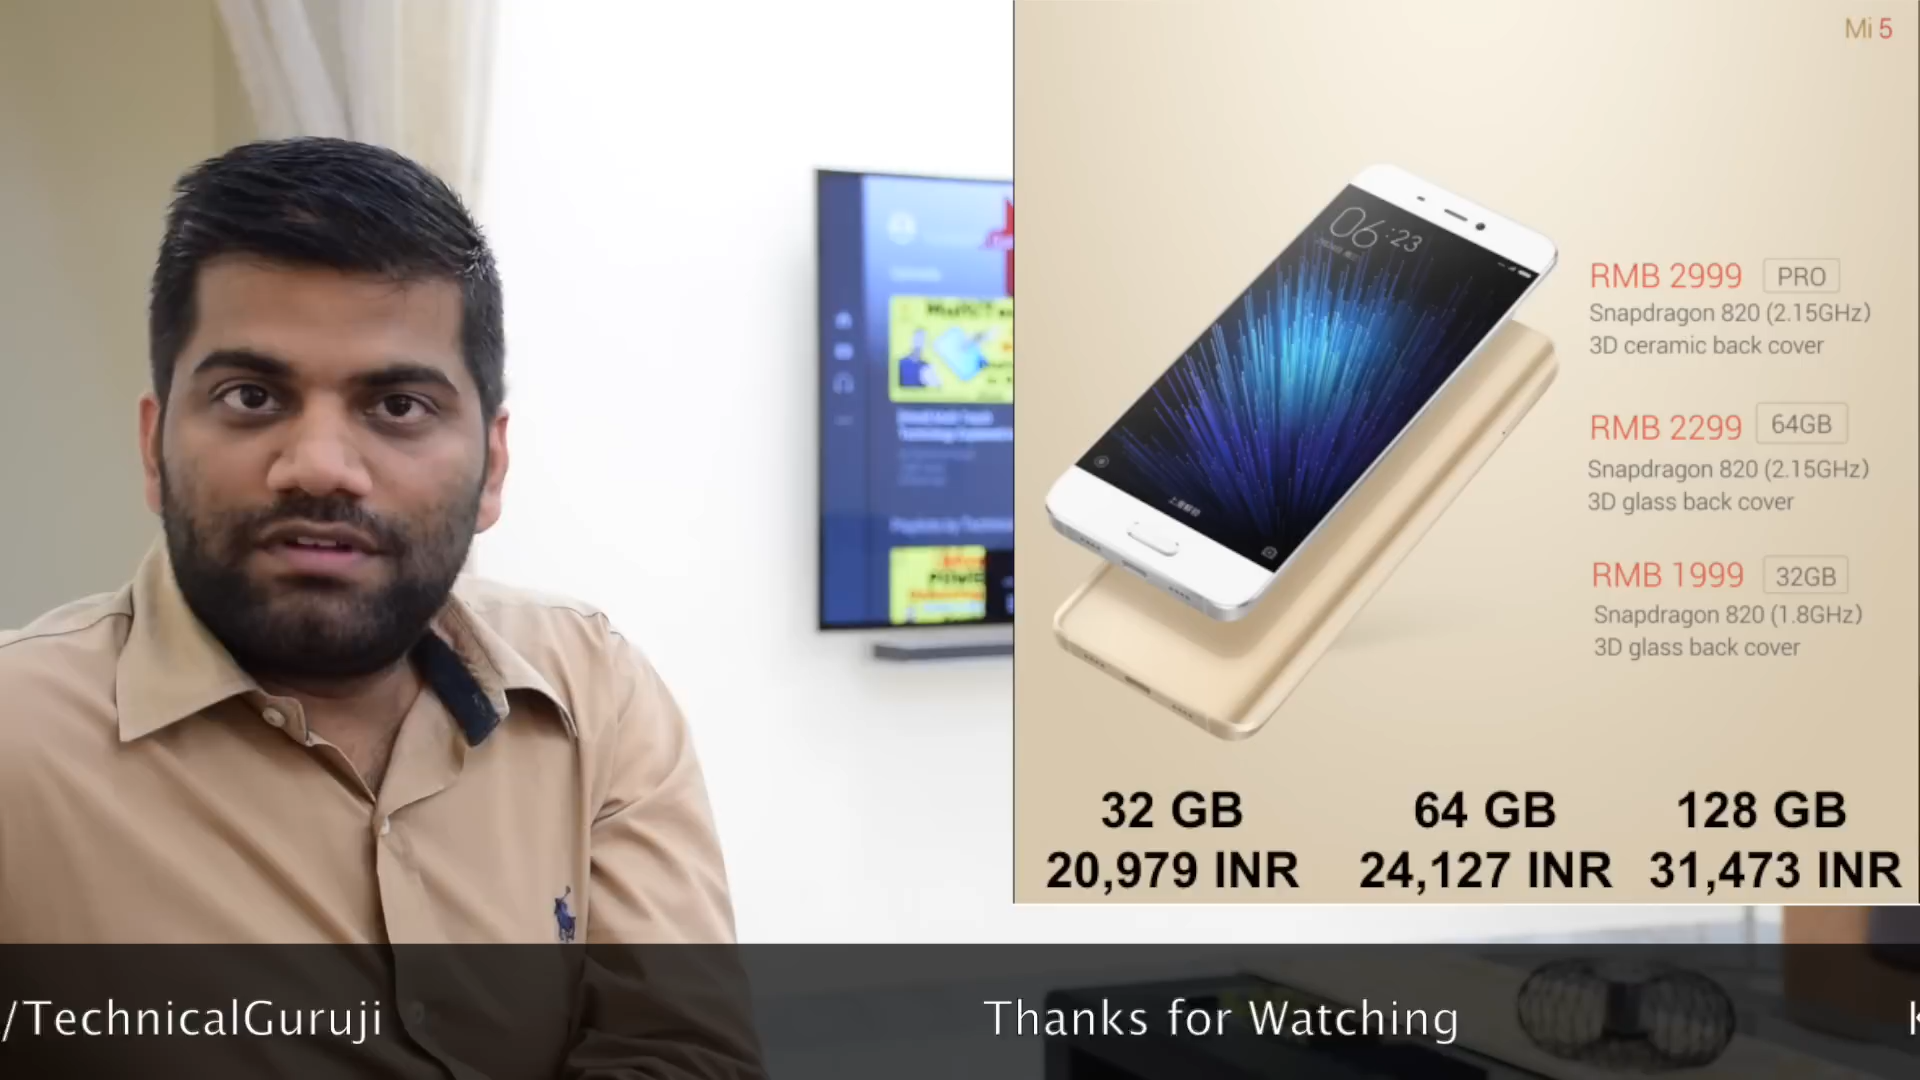 Mi 5
06:23
RMB 2999 PRO
Snapdragon 820 (2.15GHz)
3D ceramic back cover
RMB 2299 64GB
Snapdragon 820 (2.15GHz)
3D glass back cover
RMB 1999 32GB
Snapdragon 820 (1.8GHz)
3D glass back cover
32 GB 64 GB 128 GB
20,979 INR 24,127 INR 31,473 INR
/TechnicalGuruji Thanks for Watching